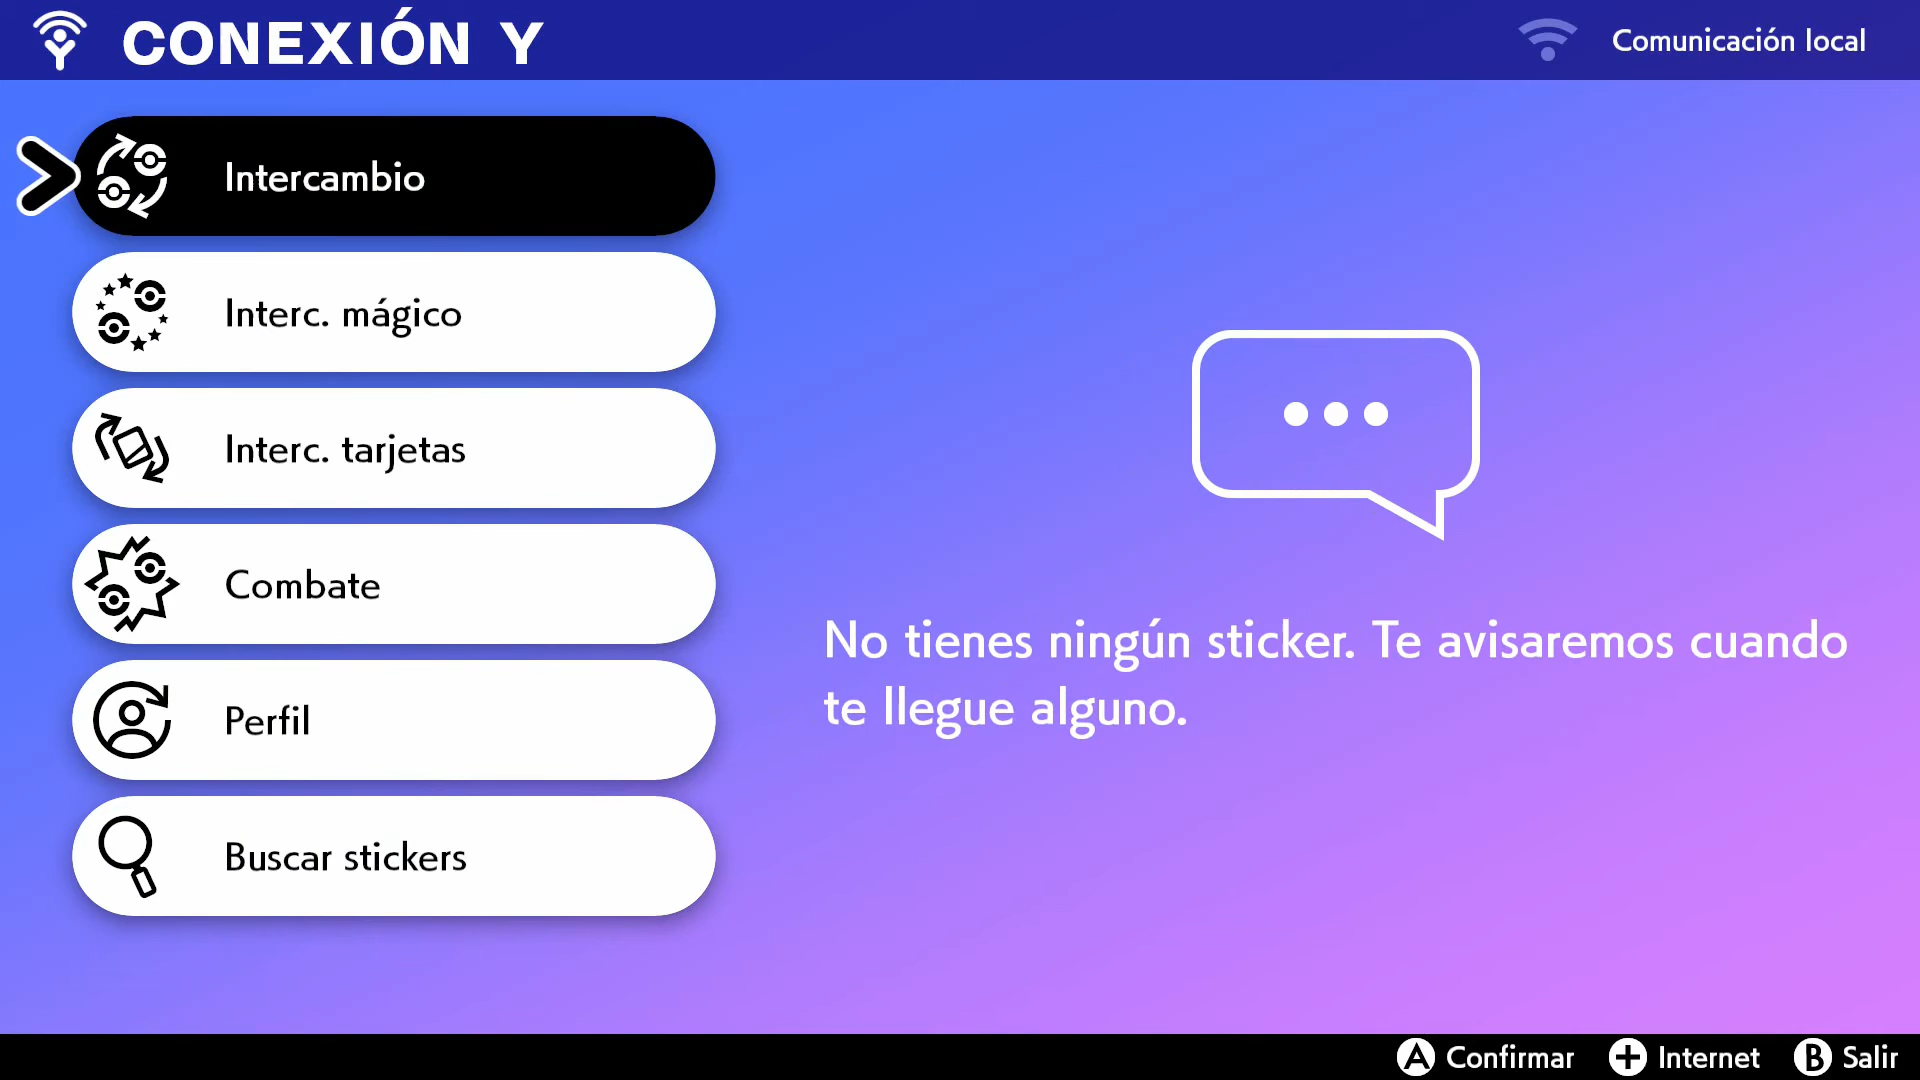 CONEXIÓN Y
Comunicación local
Intercambio
Interc. mágico
Interc. tarjetas
Combate
Perfil
Buscar stickers
No tienes ningún sticker. Te avisaremos cuando
te llegue alguno.
A Confirmar + Internet B Salir